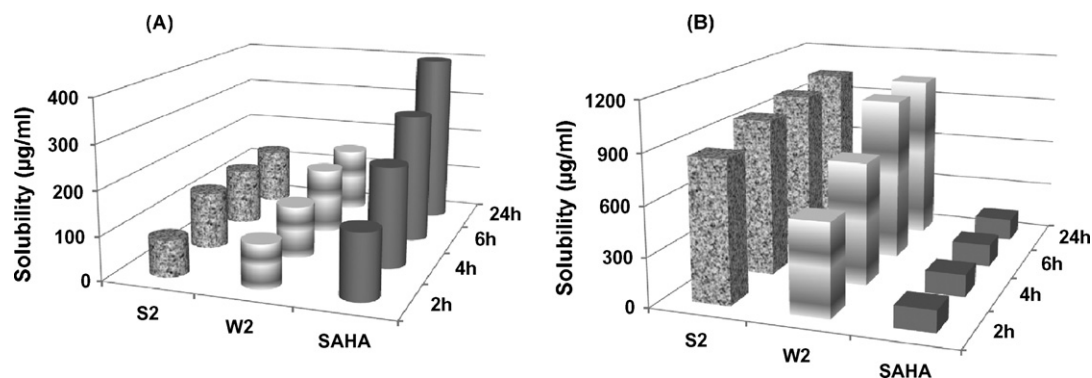 (A)
Solubility (µg/ml)
400
300
200
100
0
S2
W2
SAHA
2h
4h
6h
24h
(B)
Solubility (µg/ml)
1200
900
600
300
0
S2
W2
SAHA
2h
4h
6h
24h